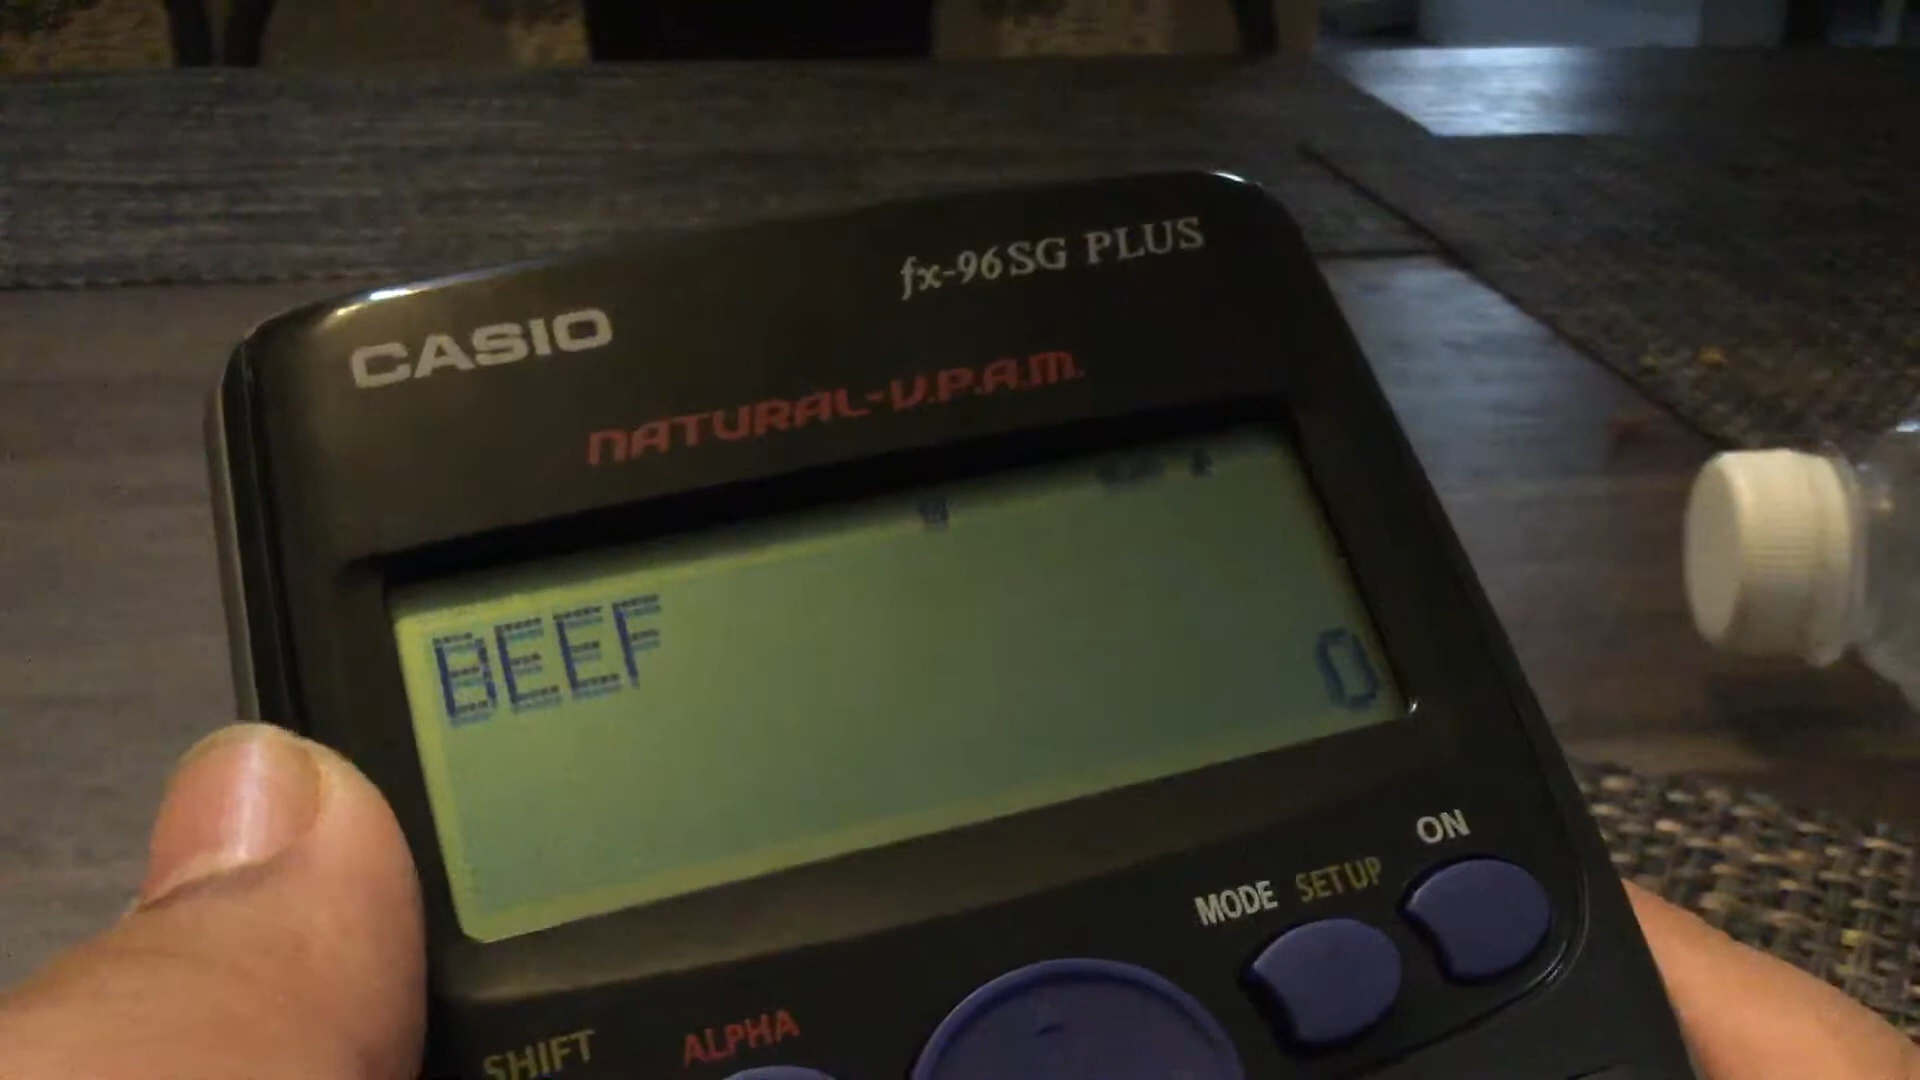 fx-96SG PLUS
CASIO
NATURAL-V.P.A.M.
BEEF
0
ON
MODE SETUP
SHIFT ALPHA